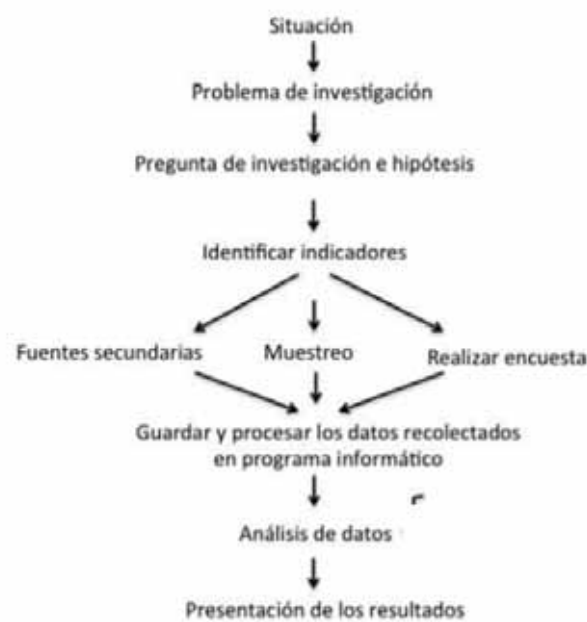 Situación
Problema de investigación
Pregunta de investigación e hipótesis
Identificar indicadores
Fuentes secundarias
Muestreo
Realizar encuesta
Guardar y procesar los datos recolectados
en programa informático
Análisis de datos
Presentación de los resultados